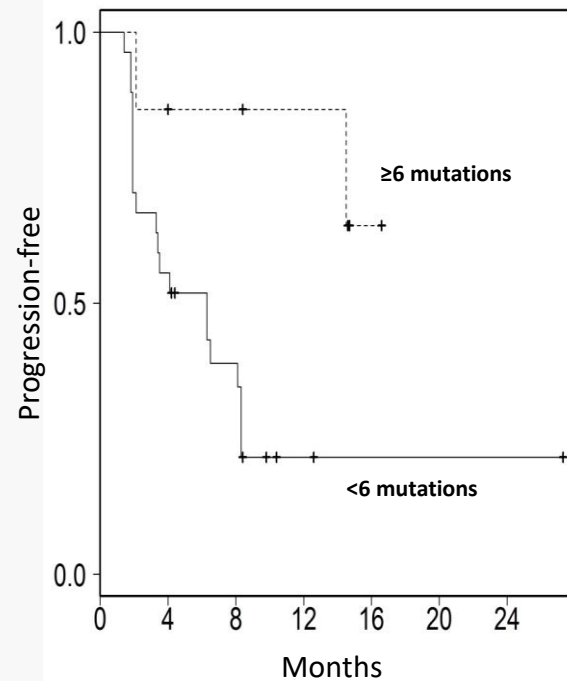 1.0
≥6 mutations
Progression-free
0.5
<6 mutations
0.0
0 4 8 12 16 20 24
Months